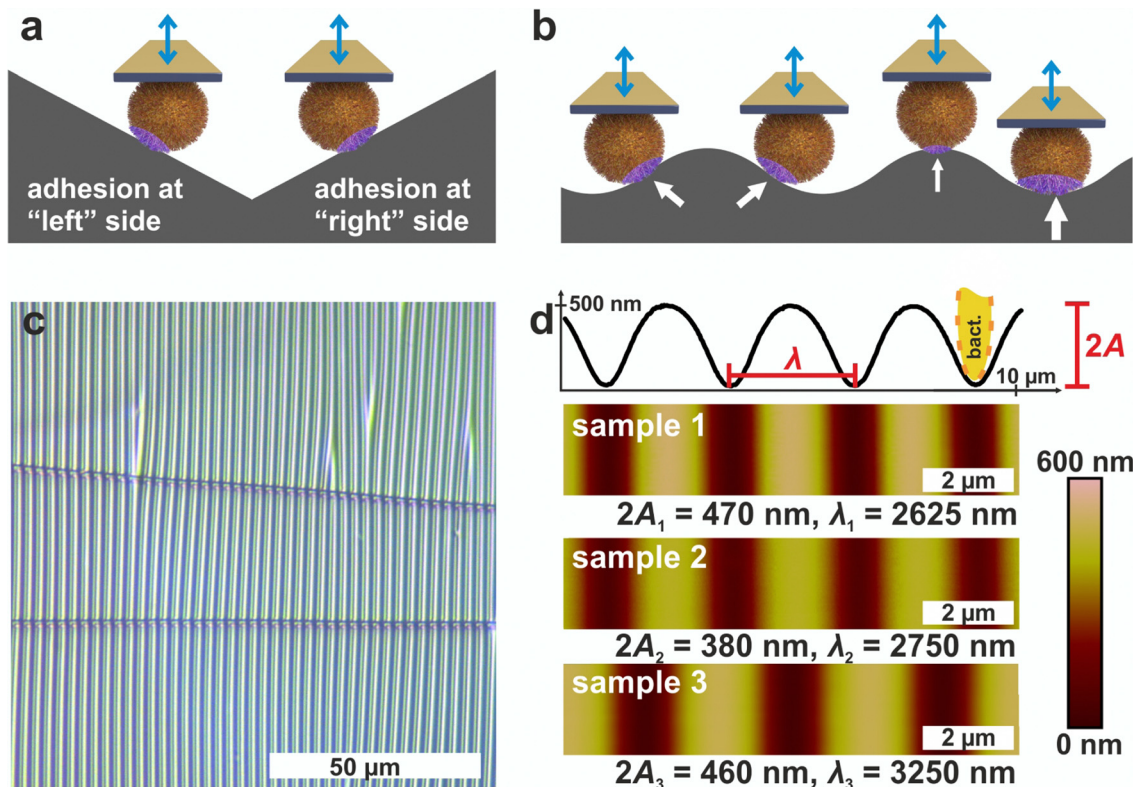 a
adhesion at
“left” side
adhesion at
“right” side
b
c
50 µm
d
500 nm
λ
bact.
2A
10 µm
sample 1
2 µm
2A₁ = 470 nm, λ₁ = 2625 nm
sample 2
2 µm
2A₂ = 380 nm, λ₂ = 2750 nm
sample 3
2 µm
2A₃ = 460 nm, λ₃ = 3250 nm
600 nm
0 nm